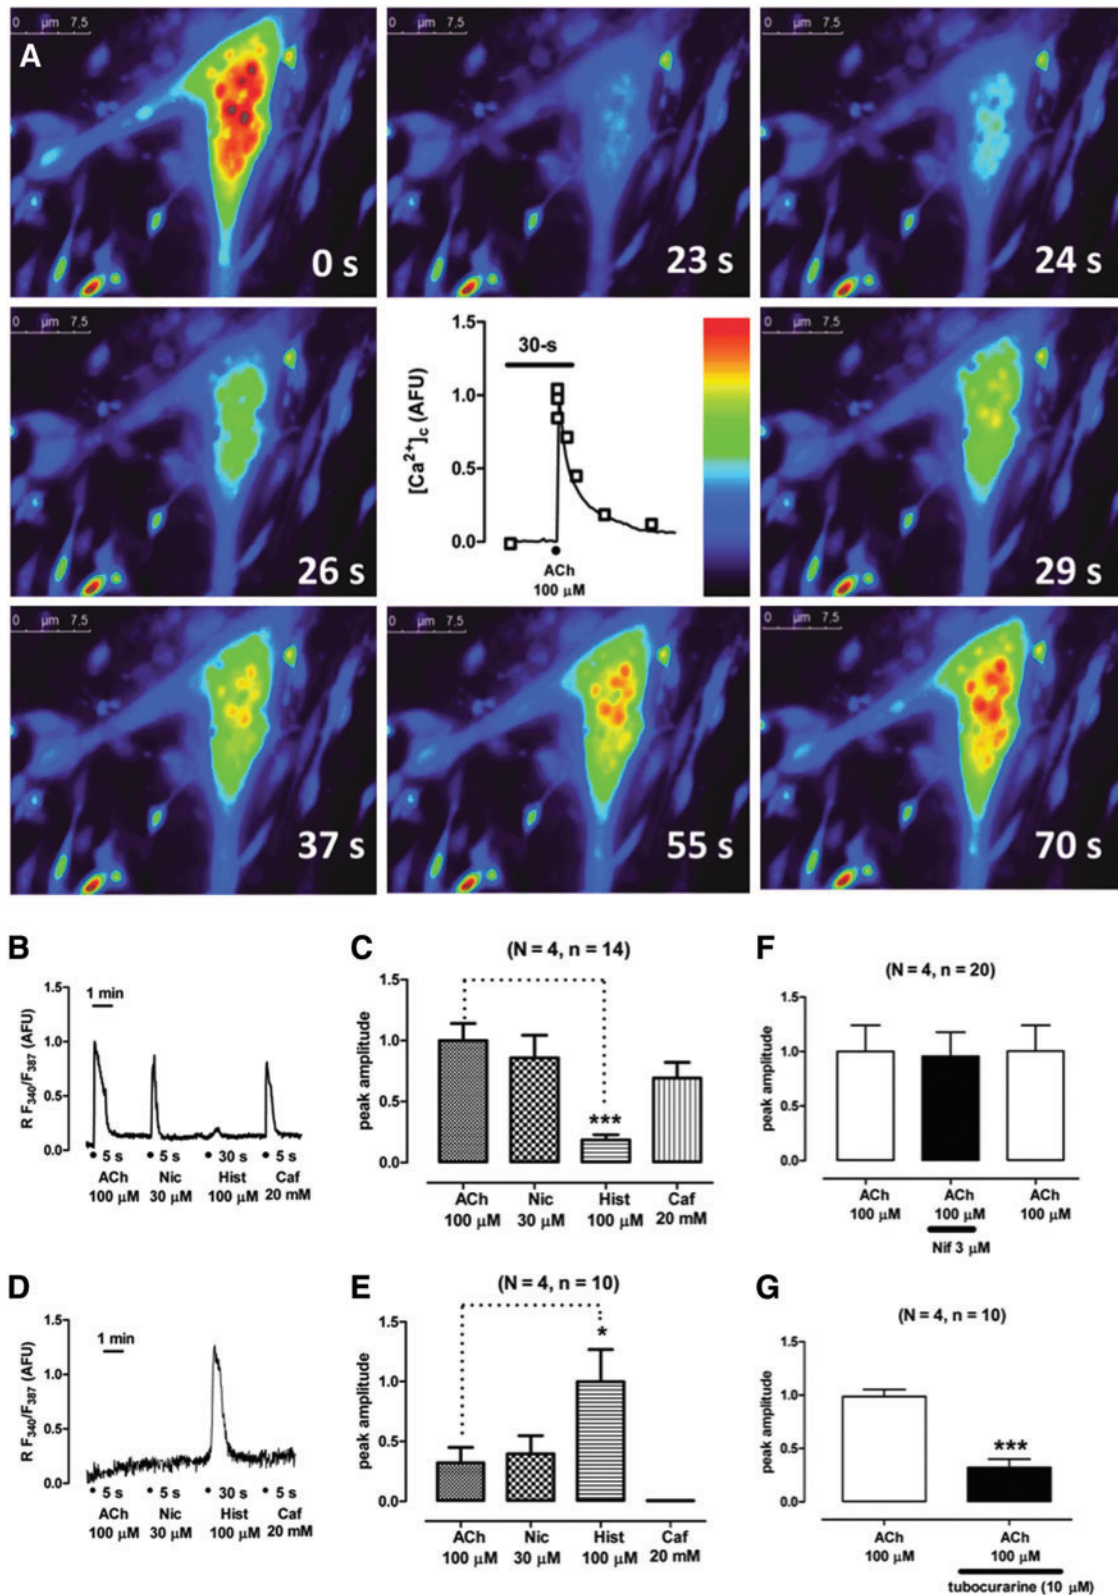 A
0 µm 7,5
0 s
0 µm 7,5
23 s
0 µm 7,5
24 s
0 µm 7,5
26 s
[Ca²⁺]c (AFU)
1.5
1.0
0.5
0.0
30-s
ACh
100 µM
0 µm 7,5
29 s
0 µm 7,5
37 s
0 µm 7,5
55 s
0 µm 7,5
70 s
B
R F340/F387 (AFU)
1.5
1.0
0.5
0.0
1 min
5 s 5 s 30 s 5 s
ACh Nic Hist Caf
100 µM 30 µM 100 µM 20 mM
C
(N = 4, n = 14)
peak amplitude
1.5
1.0
0.5
0.0
***
ACh Nic Hist Caf
100 µM 30 µM 100 µM 20 mM
F
(N = 4, n = 20)
peak amplitude
1.5
1.0
0.5
0.0
ACh ACh ACh
100 µM 100 µM 100 µM
Nif 3 µM
D
R F340/F387 (AFU)
1.5
1.0
0.5
0.0
1 min
5 s 5 s 30 s 5 s
ACh Nic Hist Caf
100 µM 30 µM 100 µM 20 mM
E
(N = 4, n = 10)
peak amplitude
1.5
1.0
0.5
0.0
*
ACh Nic Hist Caf
100 µM 30 µM 100 µM 20 mM
G
(N = 4, n = 10)
peak amplitude
1.5
1.0
0.5
0.0
***
ACh ACh
100 µM 100 µM
tubocurarine (10 µM)